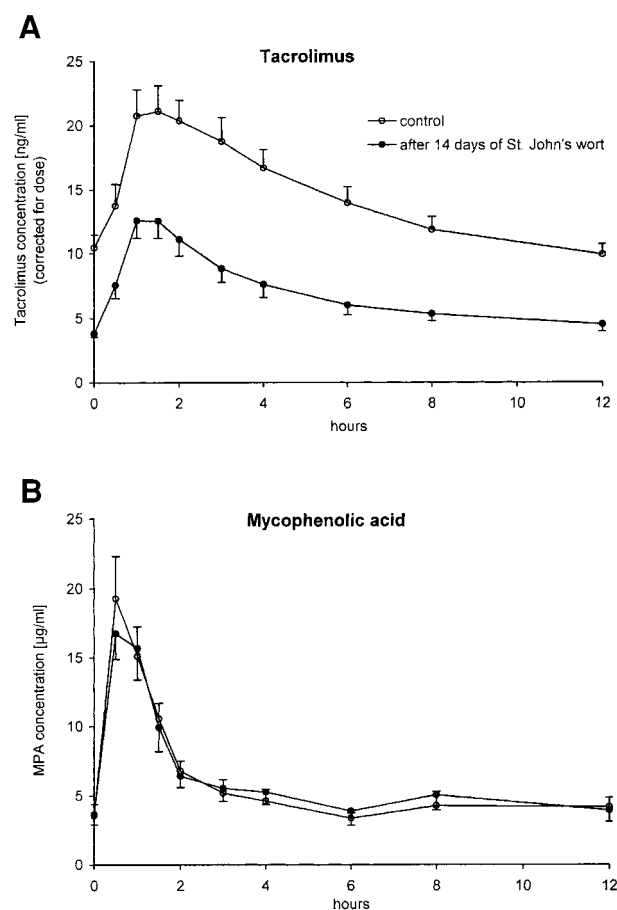 A
Tacrolimus
25
20
15
10
5
0
Tacrolimus concentration [ng/ml]
(corrected for dose)
control
after 14 days of St. John's wort
0 2 4 6 8 10 12
hours
B
Mycophenolic acid
25
20
15
10
5
0
MPA concentration [µg/ml]
0 2 4 6 8 10 12
hours